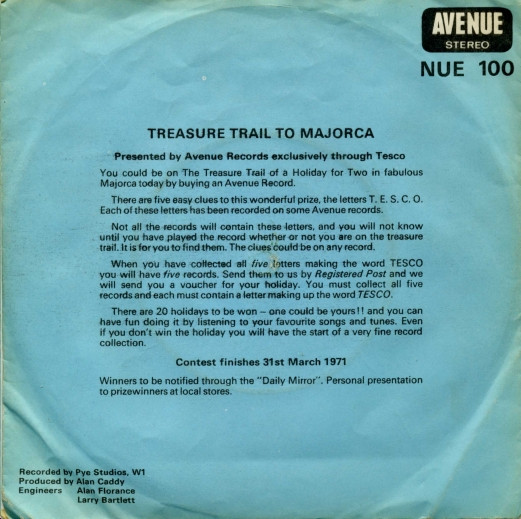 AVENUE
STEREO
NUE 100
TREASURE TRAIL TO MAJORCA
Presented by Avenue Records exclusively through Tesco
You could be on The Treasure Trail of a Holiday for Two in fabulous
Majorca today by buying an Avenue Record.
There are five easy clues to this wonderful prize, the letters T. E. S. C. O.
Each of these letters has been recorded on some Avenue records.
Not all the records will contain these letters, and you will not know
until you have played the record whether or not you are on the treasure
trail. It is for you to find them. The clues could be on any record.
When you have collected all five letters making the word TESCO
you will have five records. Send them to us by Registered Post and we
will send you a voucher for your holiday. You must collect all five
records and each must contain a letter making up the word TESCO.
There are 20 holidays to be won – one could be yours!! and you can
have fun doing it by listening to your favourite songs and tunes. Even
if you don't win the holiday you will have the start of a very fine record
collection.
Contest finishes 31st March 1971
Winners to be notified through the "Daily Mirror". Personal presentation
to prizewinners at local stores.
Recorded by Pye Studios, W1
Produced by Alan Caddy
Engineers Alan Florance
Larry Bartlett